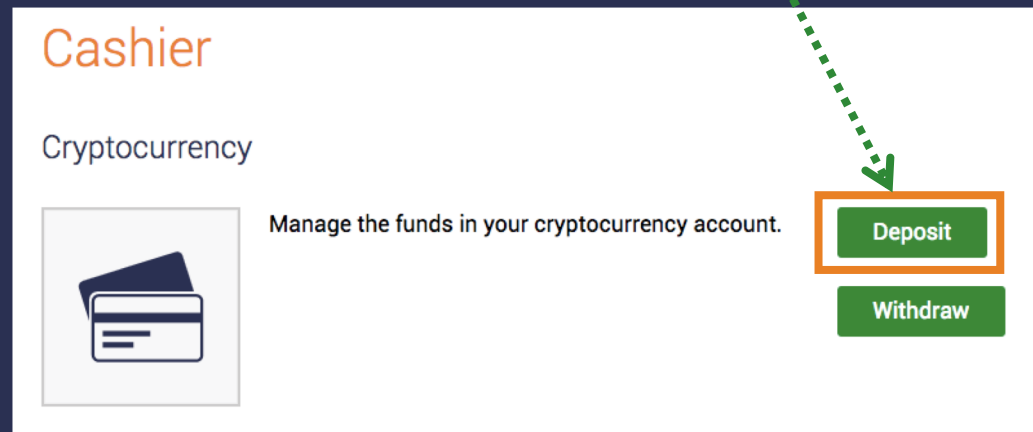 Cashier
Cryptocurrency
Manage the funds in your cryptocurrency account.
Deposit
Withdraw